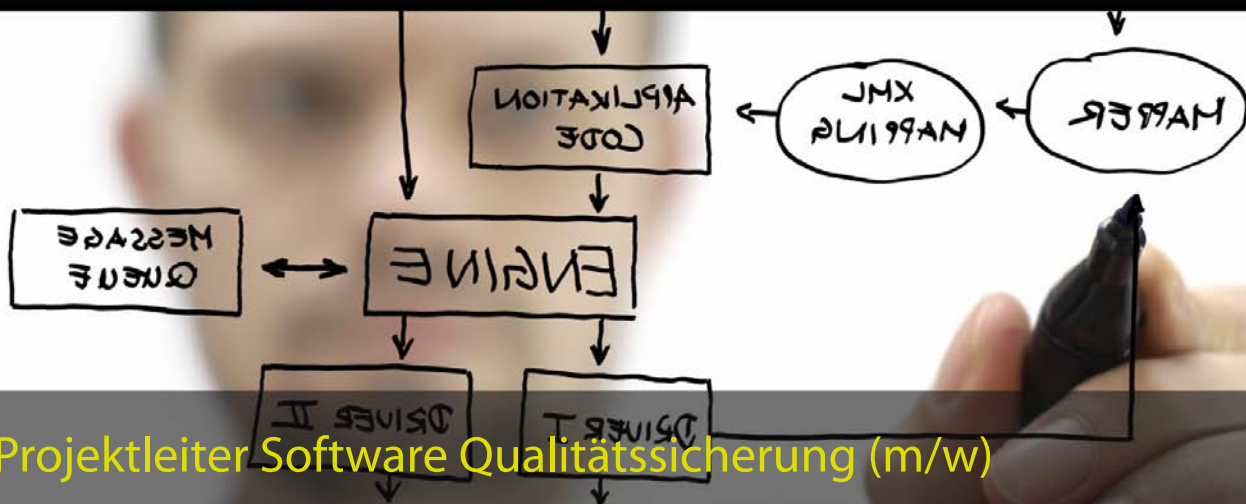 APPLIKATION
CODE
XML
MAPPING
MAPPER
MESSAGE
QUEUE
ENGINE
DRIVER II
DRIVER I
Projektleiter Software Qualitätssicherung (m/w)